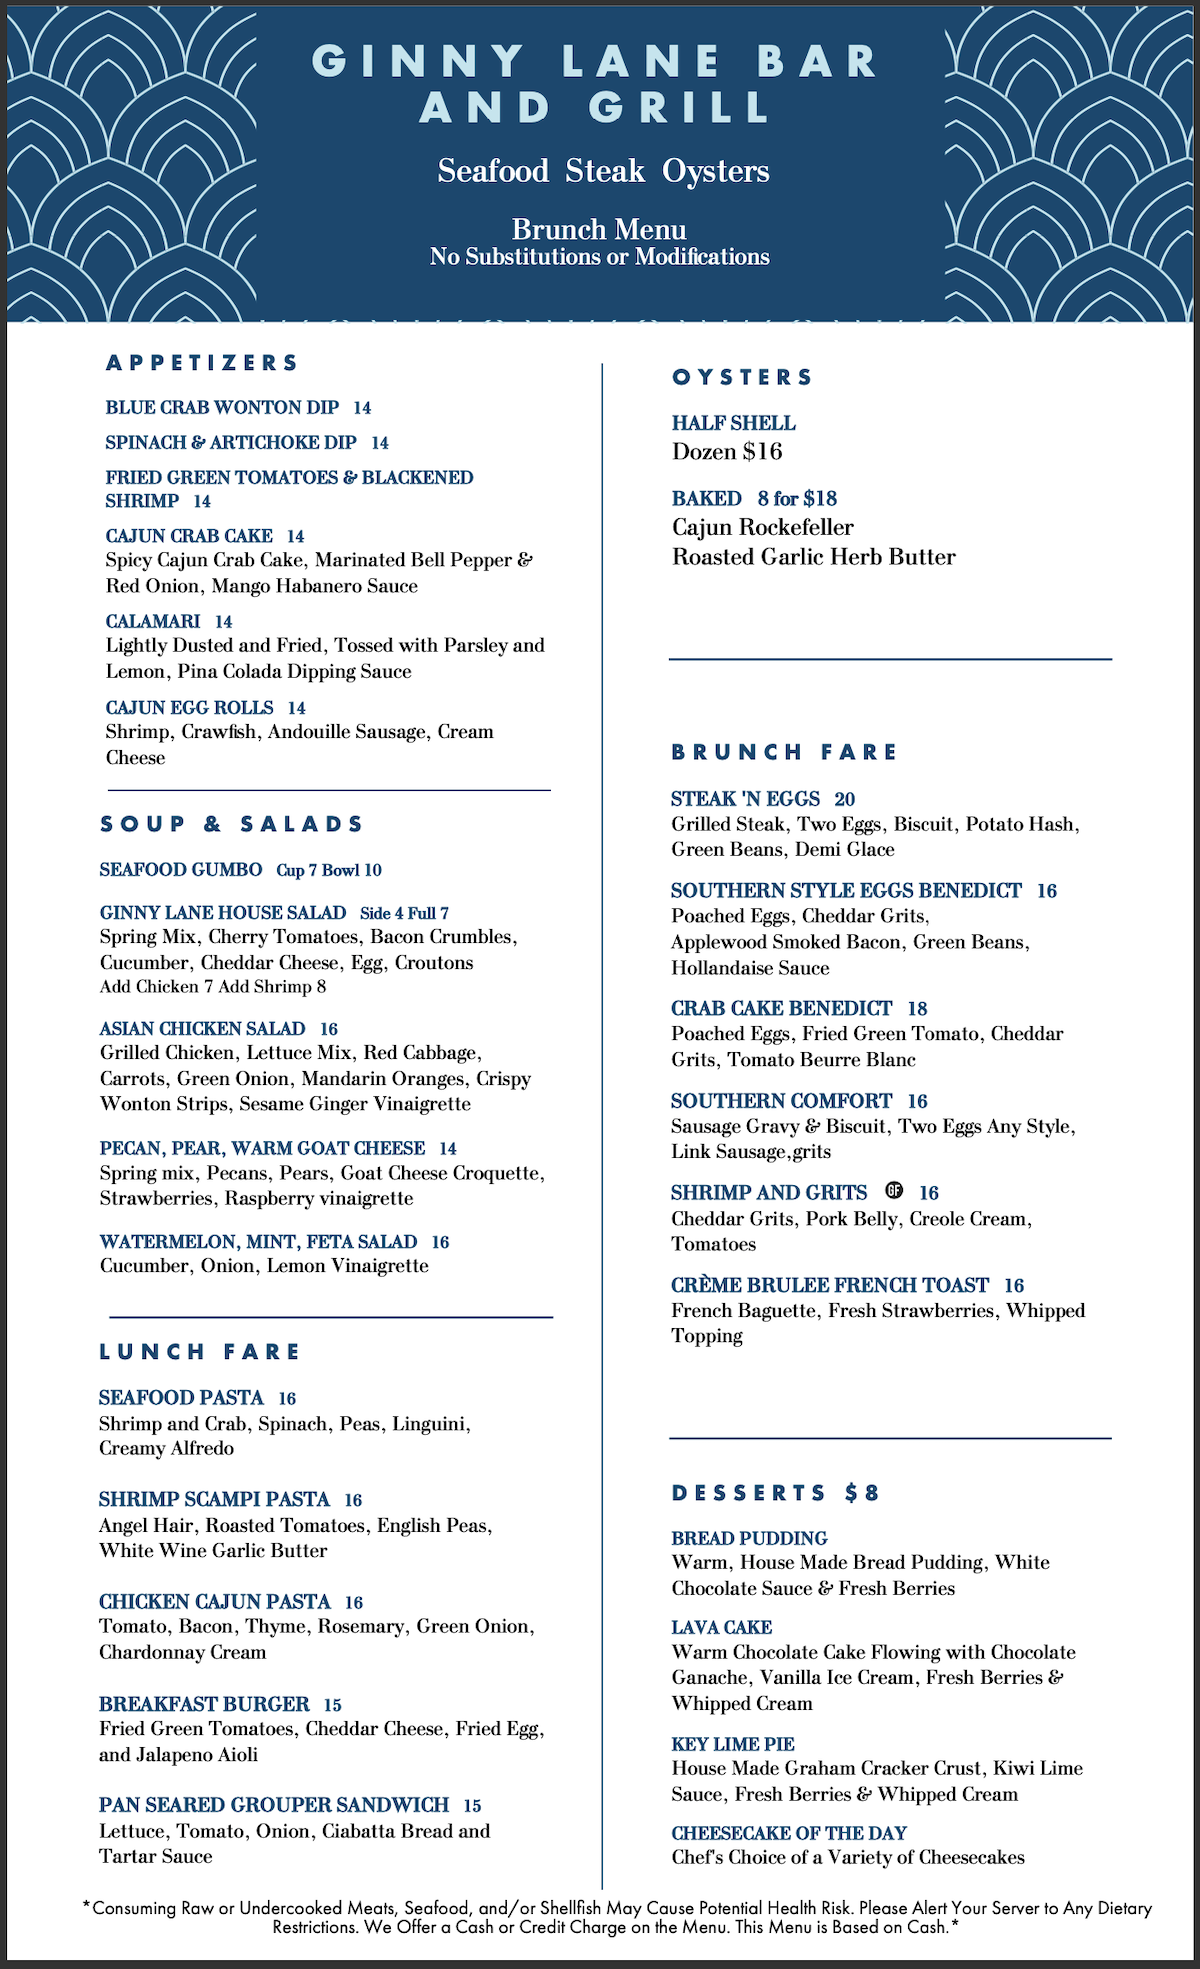 GINNY LANE BAR
AND GRILL
Seafood Steak Oysters
Brunch Menu
No Substitutions or Modifications
APPETIZERS
BLUE CRAB WONTON DIP 14
SPINACH & ARTICHOKE DIP 14
FRIED GREEN TOMATOES & BLACKENED
SHRIMP 14
CAJUN CRAB CAKE 14
Spicy Cajun Crab Cake, Marinated Bell Pepper &
Red Onion, Mango Habanero Sauce
CALAMARI 14
Lightly Dusted and Fried, Tossed with Parsley and
Lemon, Pina Colada Dipping Sauce
CAJUN EGG ROLLS 14
Shrimp, Crawfish, Andouille Sausage, Cream
Cheese
SOUP & SALADS
SEAFOOD GUMBO Cup 7 Bowl 10
GINNY LANE HOUSE SALAD Side 4 Full 7
Spring Mix, Cherry Tomatoes, Bacon Crumbles,
Cucumber, Cheddar Cheese, Egg, Croutons
Add Chicken 7 Add Shrimp 8
ASIAN CHICKEN SALAD 16
Grilled Chicken, Lettuce Mix, Red Cabbage,
Carrots, Green Onion, Mandarin Oranges, Crispy
Wonton Strips, Sesame Ginger Vinaigrette
PECAN, PEAR, WARM GOAT CHEESE 14
Spring mix, Pecans, Pears, Goat Cheese Croquette,
Strawberries, Raspberry vinaigrette
WATERMELON, MINT, FETA SALAD 16
Cucumber, Onion, Lemon Vinaigrette
LUNCH FARE
SEAFOOD PASTA 16
Shrimp and Crab, Spinach, Peas, Linguini,
Creamy Alfredo
SHRIMP SCAMPI PASTA 16
Angel Hair, Roasted Tomatoes, English Peas,
White Wine Garlic Butter
CHICKEN CAJUN PASTA 16
Tomato, Bacon, Thyme, Rosemary, Green Onion,
Chardonnay Cream
BREAKFAST BURGER 15
Fried Green Tomatoes, Cheddar Cheese, Fried Egg,
and Jalapeno Aioli
PAN SEARED GROUPER SANDWICH 15
Lettuce, Tomato, Onion, Ciabatta Bread and
Tartar Sauce
OYSTERS
HALF SHELL
Dozen $16
BAKED 8 for $18
Cajun Rockefeller
Roasted Garlic Herb Butter
BRUNCH FARE
STEAK 'N EGGS 20
Grilled Steak, Two Eggs, Biscuit, Potato Hash,
Green Beans, Demi Glace
SOUTHERN STYLE EGGS BENEDICT 16
Poached Eggs, Cheddar Grits,
Applewood Smoked Bacon, Green Beans,
Hollandaise Sauce
CRAB CAKE BENEDICT 18
Poached Eggs, Fried Green Tomato, Cheddar
Grits, Tomato Beurre Blanc
SOUTHERN COMFORT 16
Sausage Gravy & Biscuit, Two Eggs Any Style,
Link Sausage,grits
SHRIMP AND GRITS GF 16
Cheddar Grits, Pork Belly, Creole Cream,
Tomatoes
CRÈME BRULEE FRENCH TOAST 16
French Baguette, Fresh Strawberries, Whipped
Topping
DESSERTS $8
BREAD PUDDING
Warm, House Made Bread Pudding, White
Chocolate Sauce & Fresh Berries
LAVA CAKE
Warm Chocolate Cake Flowing with Chocolate
Ganache, Vanilla Ice Cream, Fresh Berries &
Whipped Cream
KEY LIME PIE
House Made Graham Cracker Crust, Kiwi Lime
Sauce, Fresh Berries & Whipped Cream
CHEESECAKE OF THE DAY
Chef's Choice of a Variety of Cheesecakes
*Consuming Raw or Undercooked Meats, Seafood, and/or Shellfish May Cause Potential Health Risk. Please Alert Your Server to Any Dietary
Restrictions. We Offer a Cash or Credit Charge on the Menu. This Menu is Based on Cash.*